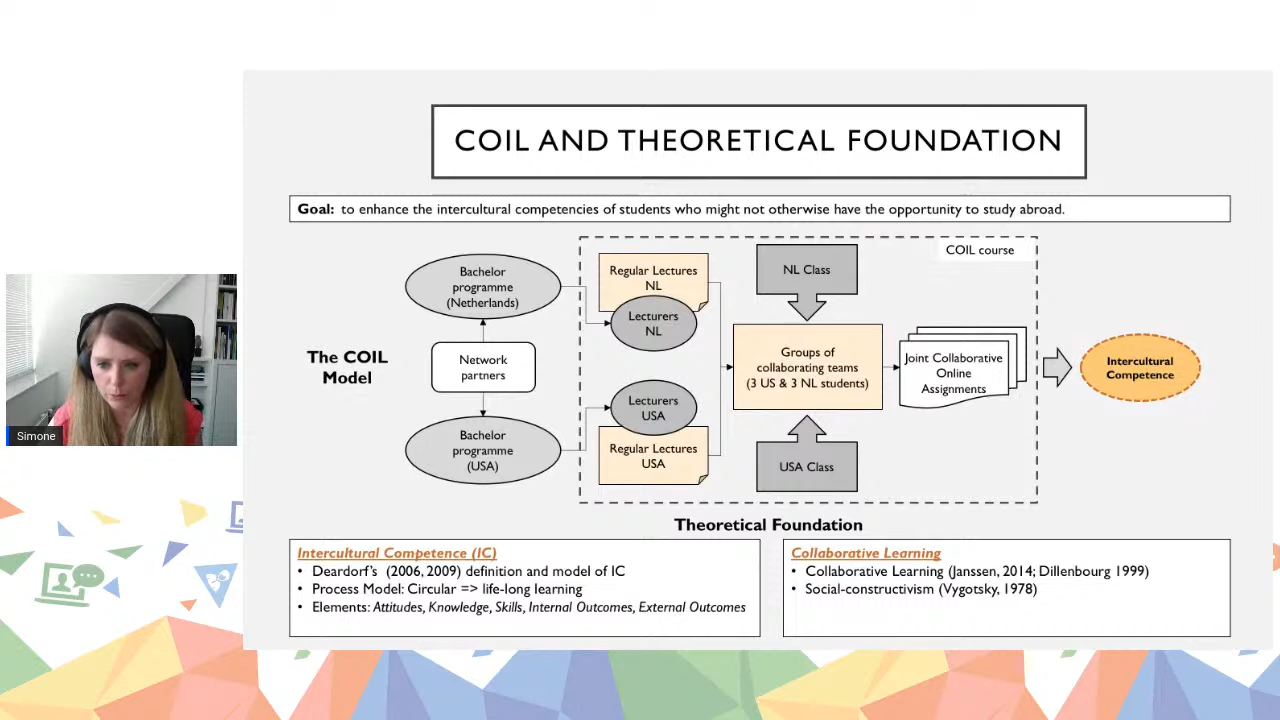 COIL AND THEORETICAL FOUNDATION
Goal: to enhance the intercultural competencies of students who might not otherwise have the opportunity to study abroad.
COIL course
The COIL
Model
Bachelor
programme
(Netherlands)
Network
partners
Bachelor
programme
(USA)
Regular Lectures
NL
Lecturers
NL
Lecturers
USA
Regular Lectures
USA
NL Class
Groups of
collaborating teams
(3 US & 3 NL students)
USA Class
Joint Collaborative
Online
Assignments
Intercultural
Competence
Simone
Theoretical Foundation
Intercultural Competence (IC)
• Deardorf's (2006, 2009) definition and model of IC
• Process Model: Circular => life-long learning
• Elements: Attitudes, Knowledge, Skills, Internal Outcomes, External Outcomes
Collaborative Learning
• Collaborative Learning (Janssen, 2014; Dillenbourg 1999)
• Social-constructivism (Vygotsky, 1978)